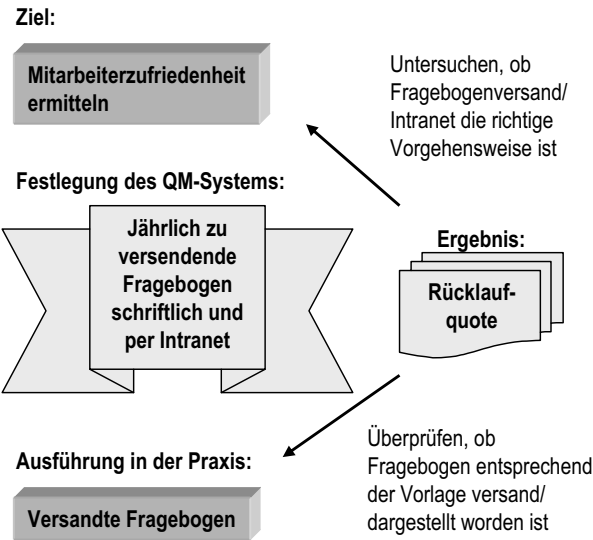 Ziel:
Mitarbeiterzufriedenheit
ermitteln
Untersuchen, ob
Fragebogenversand/
Intranet die richtige
Vorgehensweise ist
Festlegung des QM-Systems:
Jährlich zu
versendende
Fragebogen
schriftlich und
per Intranet
Ergebnis:
Rücklauf-
quote
Ausführung in der Praxis:
Versandte Fragebogen
Überprüfen, ob
Fragebogen entsprechend
der Vorlage versand/
dargestellt worden ist